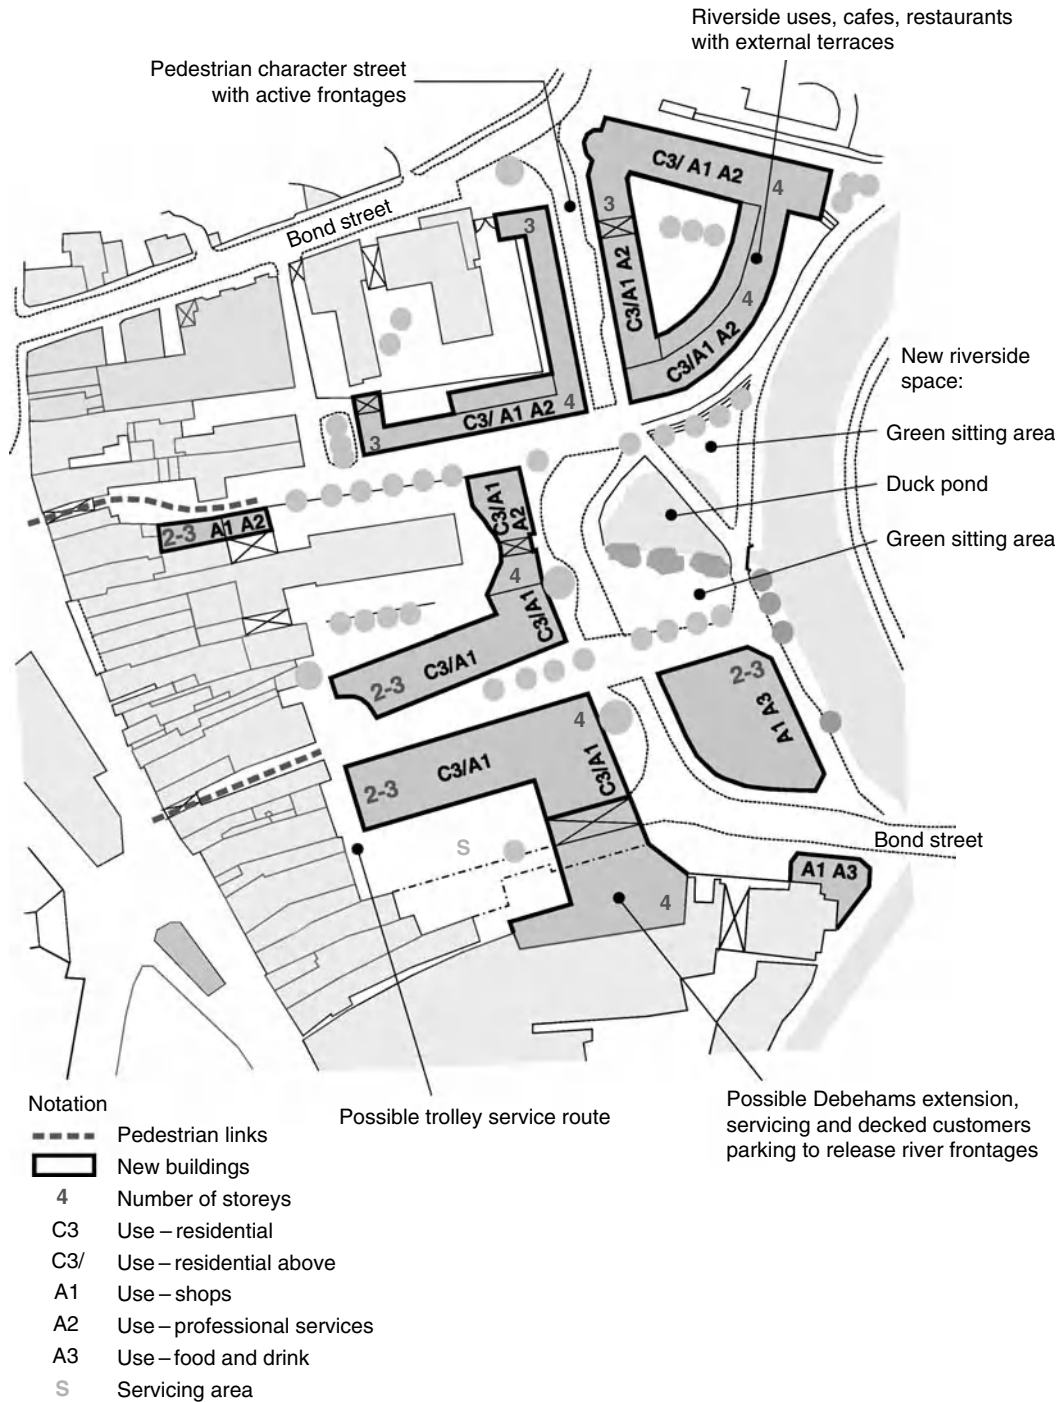 Riverside uses, cafes, restaurants
with external terraces
Pedestrian character street
with active frontages
C3/ A1 A2
4
3
Bond street
3
C3/A1 A2
4
C3/A1 A2
New riverside
space:
C3/ A1 A2
4
3
Green sitting area
C3/A1
A2
Duck pond
2-3 A1 A2
Green sitting area
4
C3/A1
C3/A1
2-3
2-3
A1 A3
4
C3/A1
C3/A1
2-3
Bond street
S
A1 A3
4
Notation
Pedestrian links
New buildings
4 Number of storeys
C3 Use – residential
C3/ Use – residential above
A1 Use – shops
A2 Use – professional services
A3 Use – food and drink
S Servicing area
Possible trolley service route
Possible Debehams extension,
servicing and decked customers
parking to release river frontages